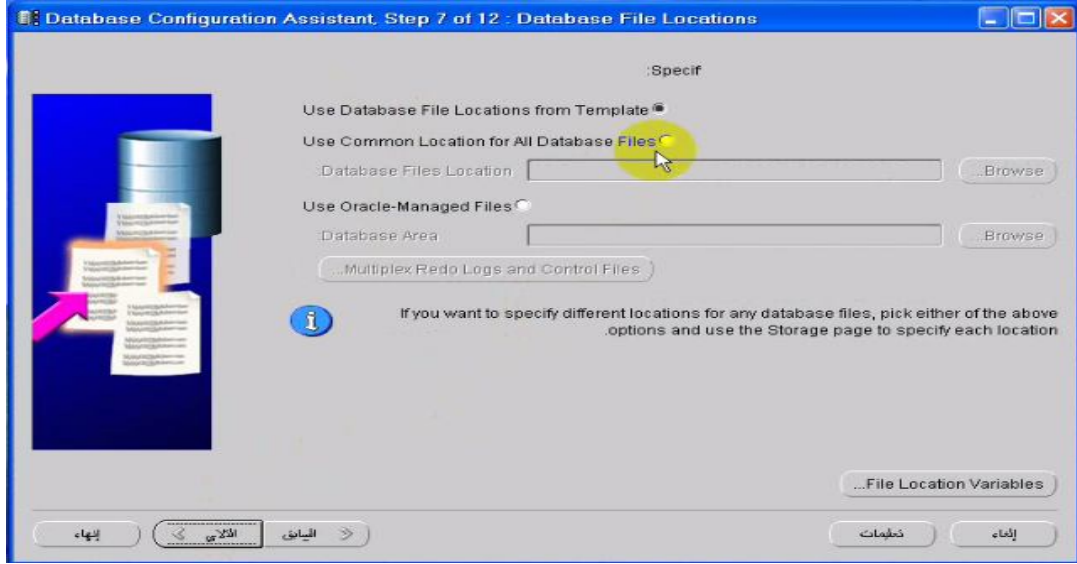 Database Configuration Assistant, Step 7 of 12 : Database File Locations
:Specif
Use Database File Locations from Template
Use Common Location for All Database Files
:Database Files Location
...Browse
Use Oracle-Managed Files
:Database Area
...Browse
...Multiplex Redo Logs and Control Files
If you want to specify different locations for any database files, pick either of the above
.options and use the Storage page to specify each location
...File Location Variables
إلغاء
تعليمات
السابق
التالي
إنهاء